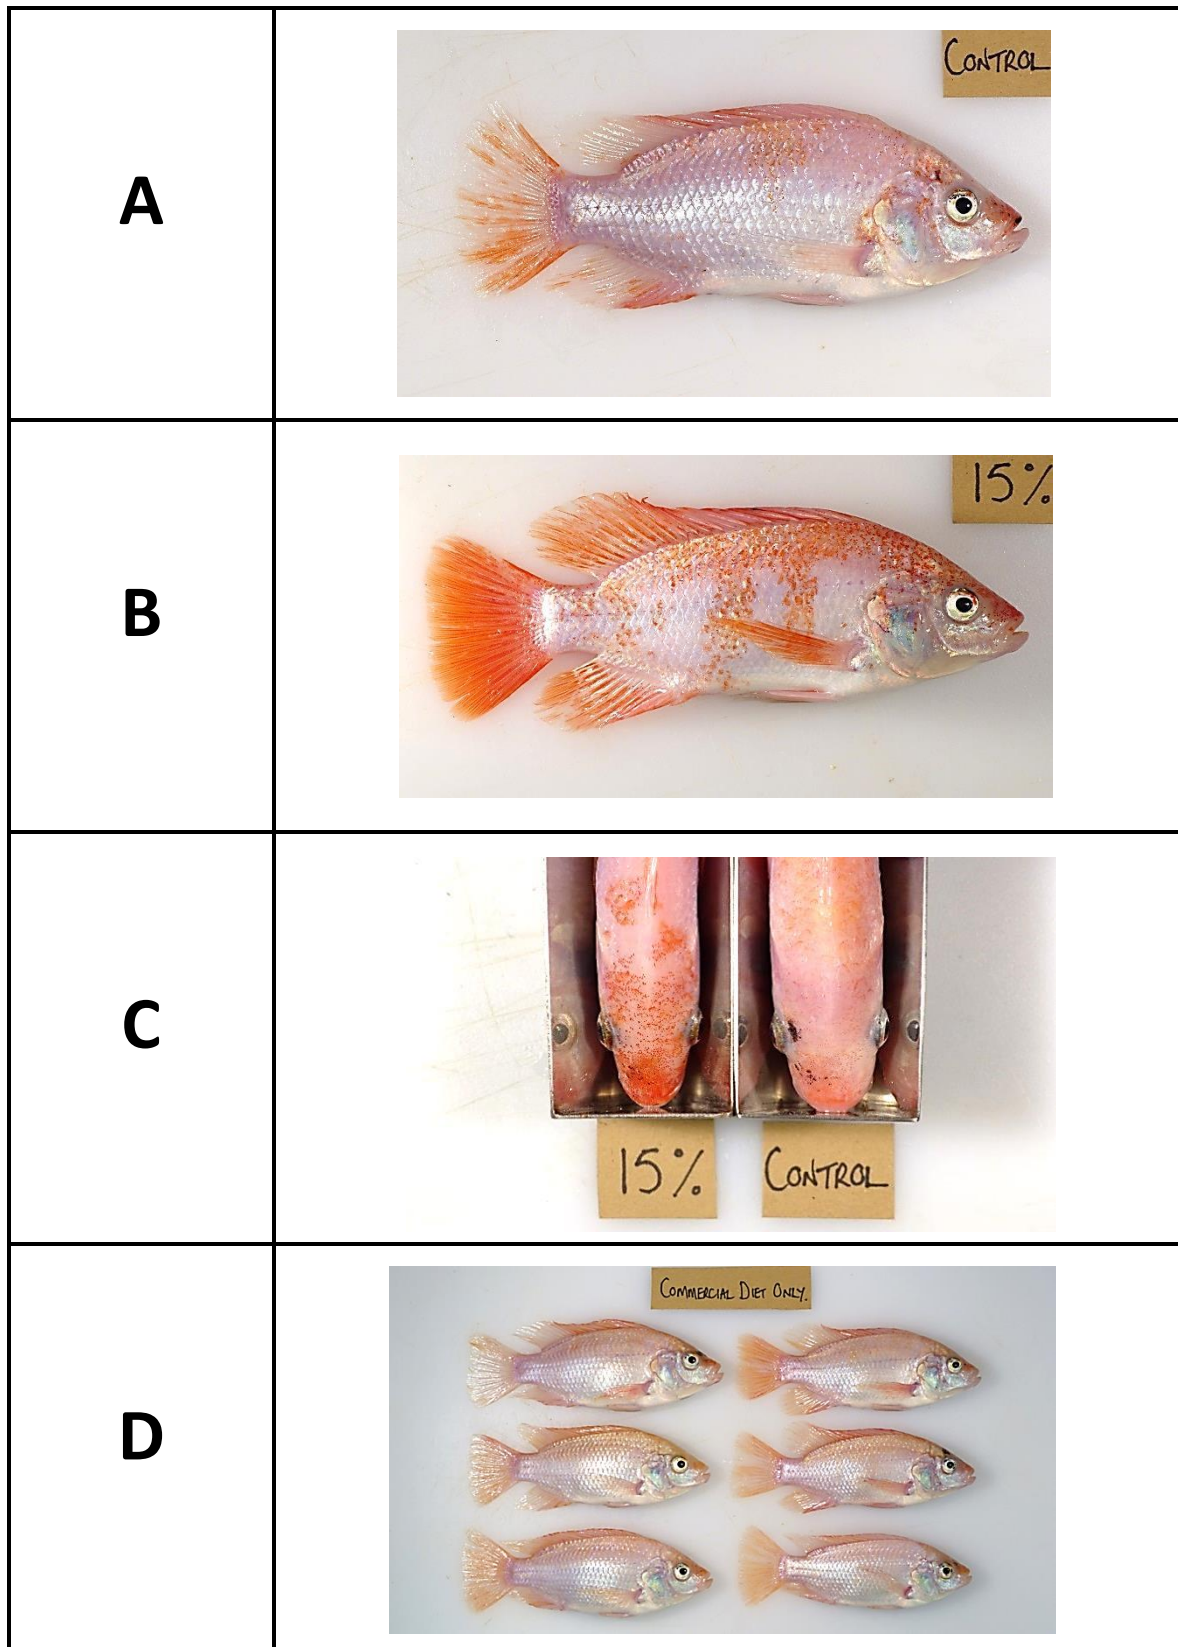 A
CONTROL
B
15%
C
15%
CONTROL
D
COMMERCIAL DIET ONLY.